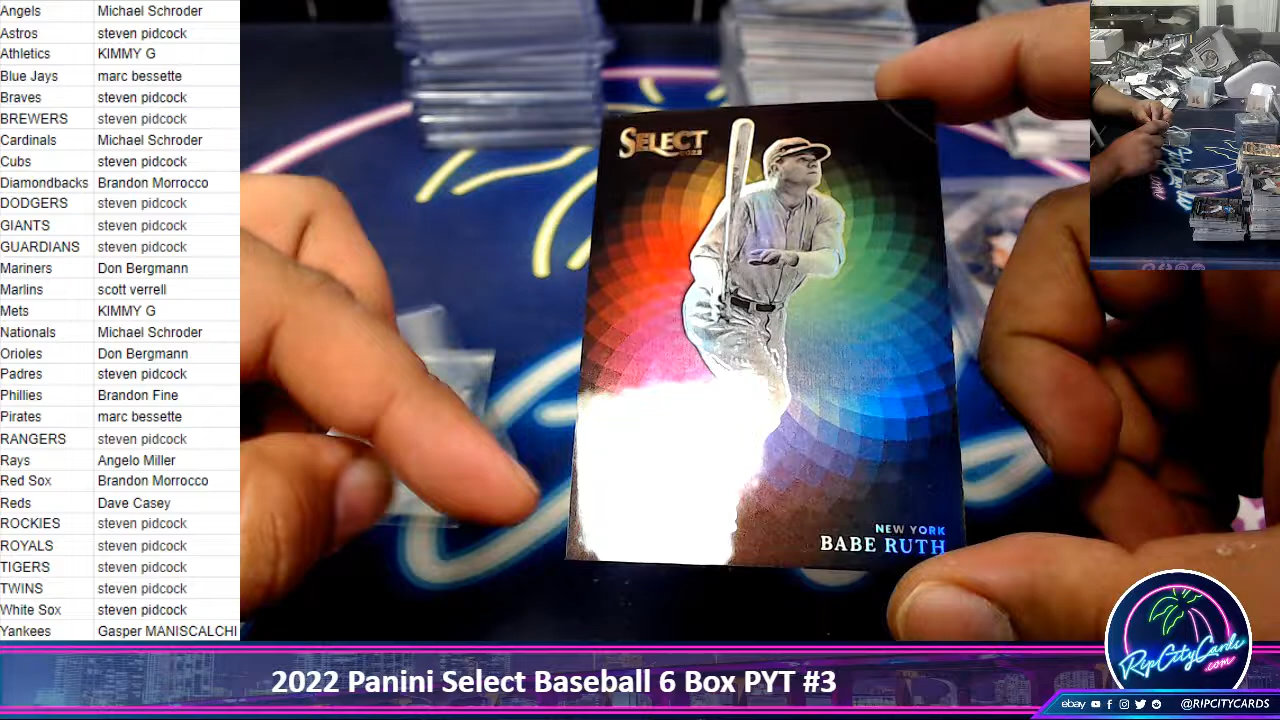 Angels Michael Schroder
Astros steven pidcock
Athletics KIMMY G
Blue Jays marc bessette
Braves steven pidcock
BREWERS steven pidcock
Cardinals Michael Schroder
Cubs steven pidcock
Diamondbacks Brandon Morrocco
DODGERS steven pidcock
GIANTS steven pidcock
GUARDIANS steven pidcock
Mariners Don Bergmann
Marlins scott verrell
Mets KIMMY G
Nationals Michael Schroder
Orioles Don Bergmann
Padres steven pidcock
Phillies Brandon Fine
Pirates marc bessette
RANGERS steven pidcock
Rays Angelo Miller
Red Sox Brandon Morrocco
Reds Dave Casey
ROCKIES steven pidcock
ROYALS steven pidcock
TIGERS steven pidcock
TWINS steven pidcock
White Sox steven pidcock
Yankees Gasper MANISCALCHI
SELECT
2022
NEW YORK
BABE RUTH
2022 Panini Select Baseball 6 Box PYT #3
RipCityCards
.com
ebay @RIPCITYCARDS